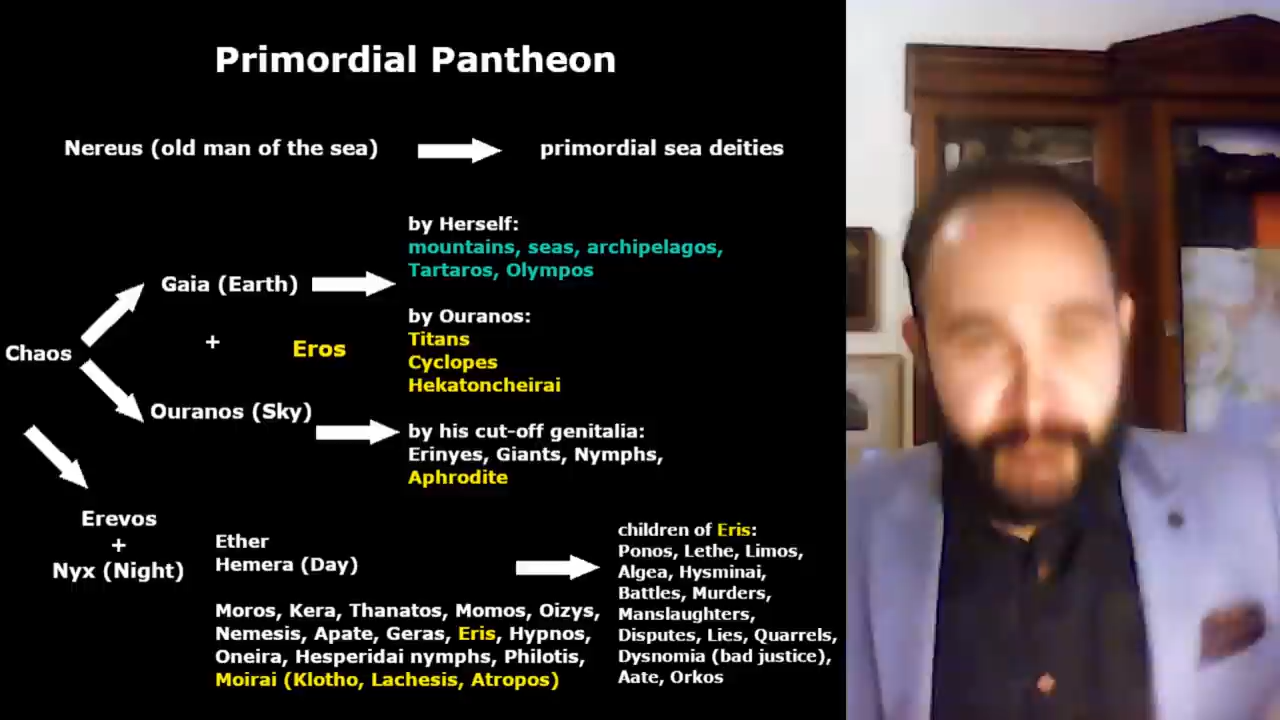 Primordial Pantheon
Nereus (old man of the sea)
primordial sea deities
by Herself:
mountains, seas, archipelagos,
Tartaros, Olympos
Gaia (Earth)
by Ouranos:
Titans
Cyclopes
Hekatoncheirai
+
Eros
Chaos
Ouranos (Sky)
by his cut-off genitalia:
Erinyes, Giants, Nymphs,
Aphrodite
Erevos
+
Nyx (Night)
Ether
Hemera (Day)
Moros, Kera, Thanatos, Momos, Oizys,
Nemesis, Apate, Geras, Eris, Hypnos,
Oneira, Hesperidai nymphs, Philotis,
Moirai (Klotho, Lachesis, Atropos)
children of Eris:
Ponos, Lethe, Limos,
Algea, Hysminai,
Battles, Murders,
Manslaughters,
Disputes, Lies, Quarrels,
Dysnomia (bad justice),
Aate, Orkos